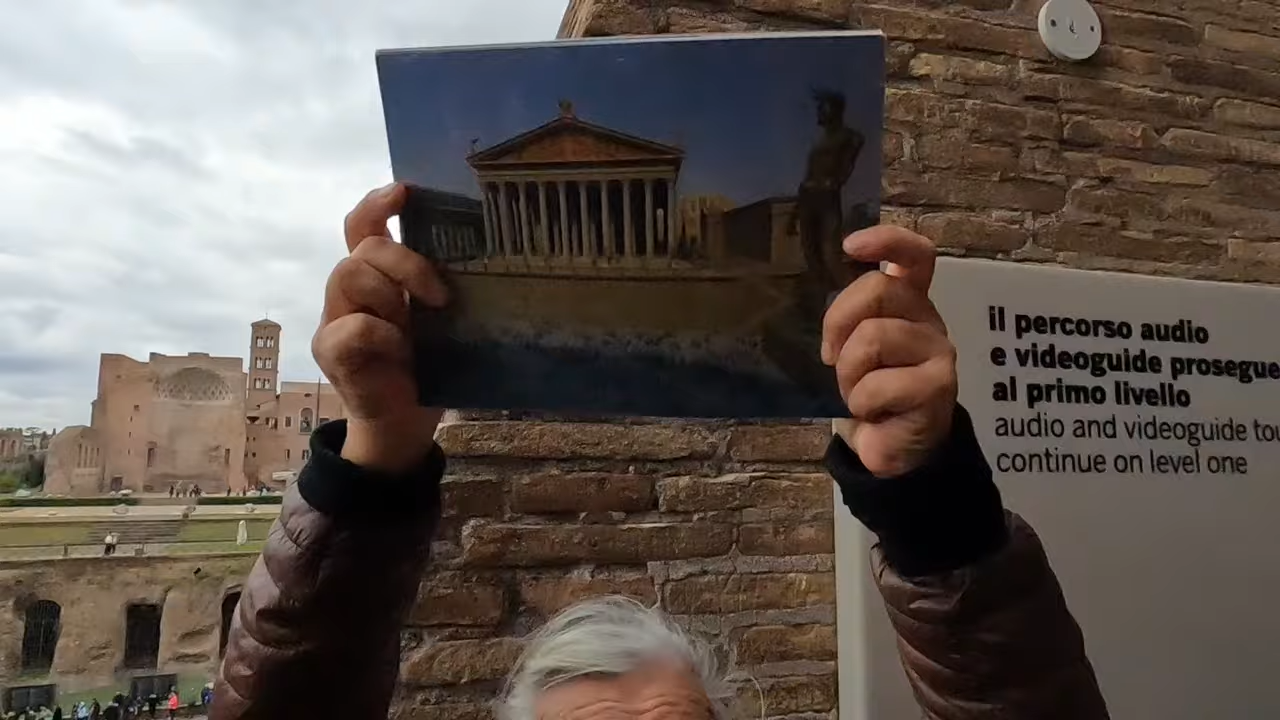 il percorso audio
e videoguide prosegue
al primo livello
audio and videoguide tou
continue on level one